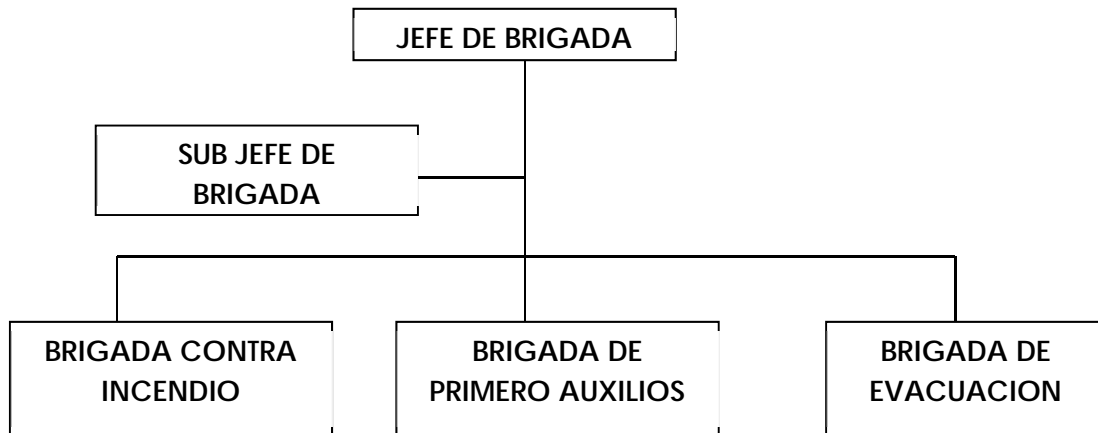 JEFE DE BRIGADA
SUB JEFE DE
BRIGADA
BRIGADA CONTRA
INCENDIO
BRIGADA DE
PRIMERO AUXILIOS
BRIGADA DE
EVACUACION